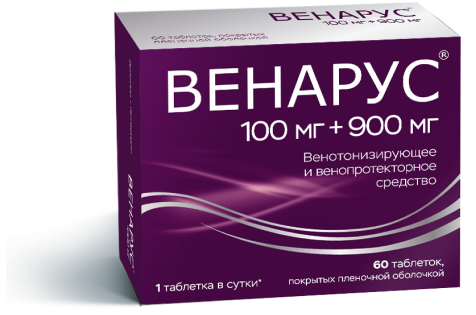 ВЕНАРУС
100 мг + 900 мг
60 таблеток, покрытых
пленочной оболочкой
ВЕНАРУС®
100 мг + 900 мг
Венотонизирующее
и венопротекторное
средство
60 таблеток,
покрытых пленочной оболочкой
1 таблетка в сутки*
ВЕНАРУС